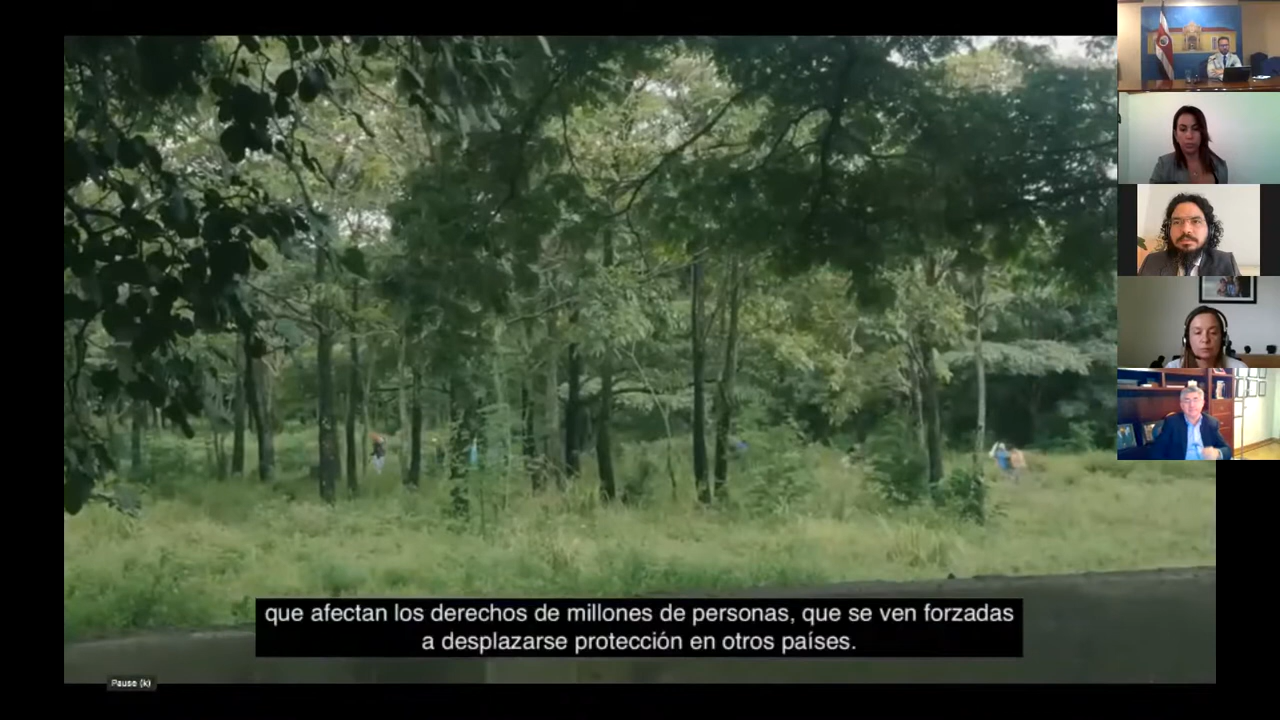 que afectan los derechos de millones de personas, que se ven forzadas
a desplazarse protección en otros países.
Pause (k)